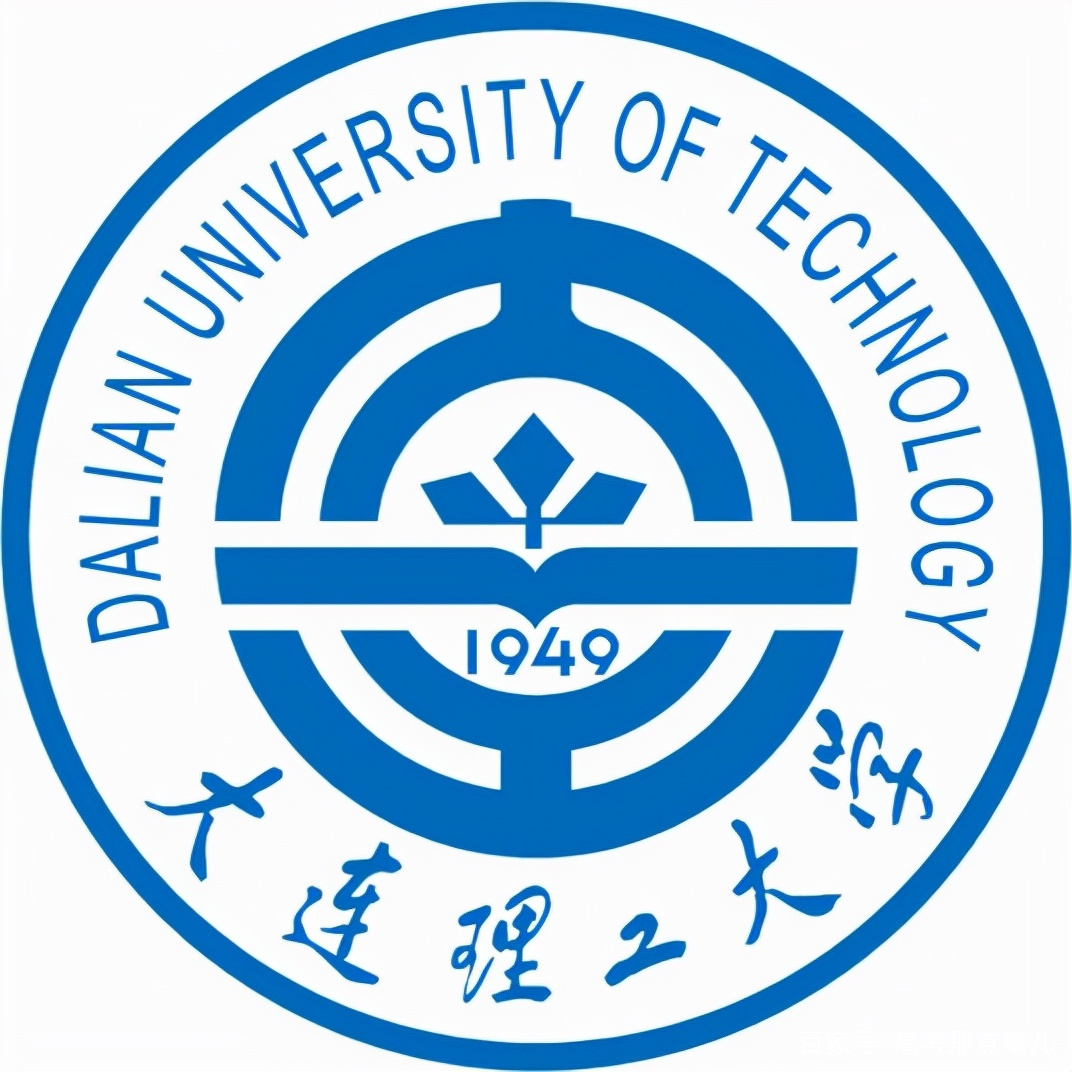 DALIAN UNIVERSITY OF TECHNOLOGY
1949
大连理工大学